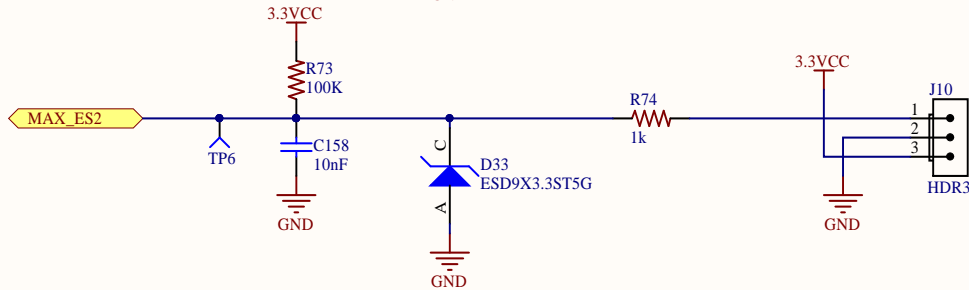 3.3VCC
R73
100K
3.3VCC
J10
MAX_ES2
R74
1k
1
2
3
TP6
C158
10nF
C
D33
ESD9X3.3ST5G
A
HDR3
GND
GND
GND